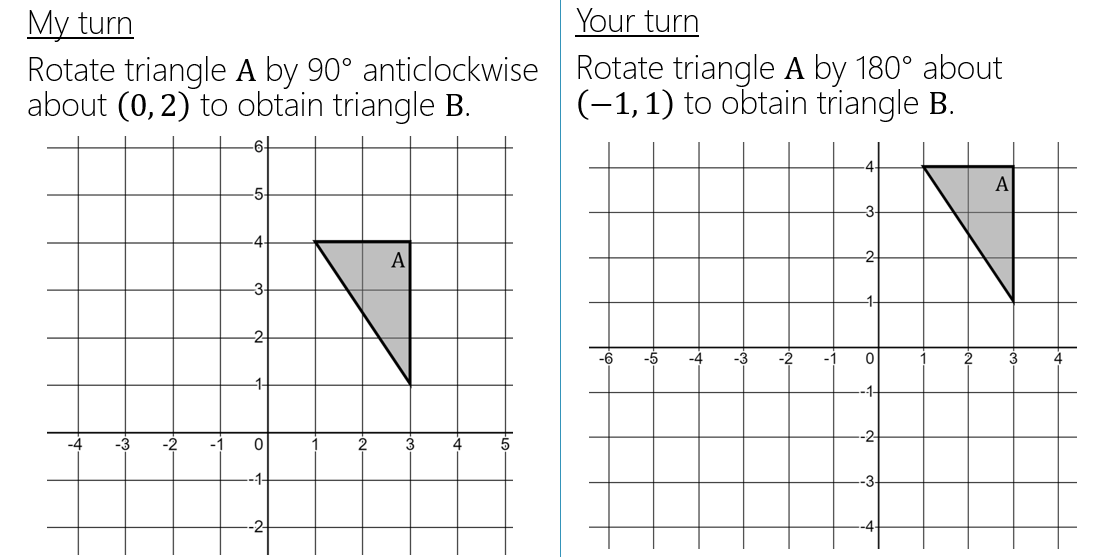 My turn
Rotate triangle A by 90° anticlockwise
about (0, 2) to obtain triangle B.
6
5
4
A
3
2
1
-4 -3 -2 -1 0 1 2 3 4 5
-1
-2
Your turn
Rotate triangle A by 180° about
(−1, 1) to obtain triangle B.
4
A
3
2
1
-6 -5 -4 -3 -2 -1 0 1 2 3 4
-1
-2
-3
-4